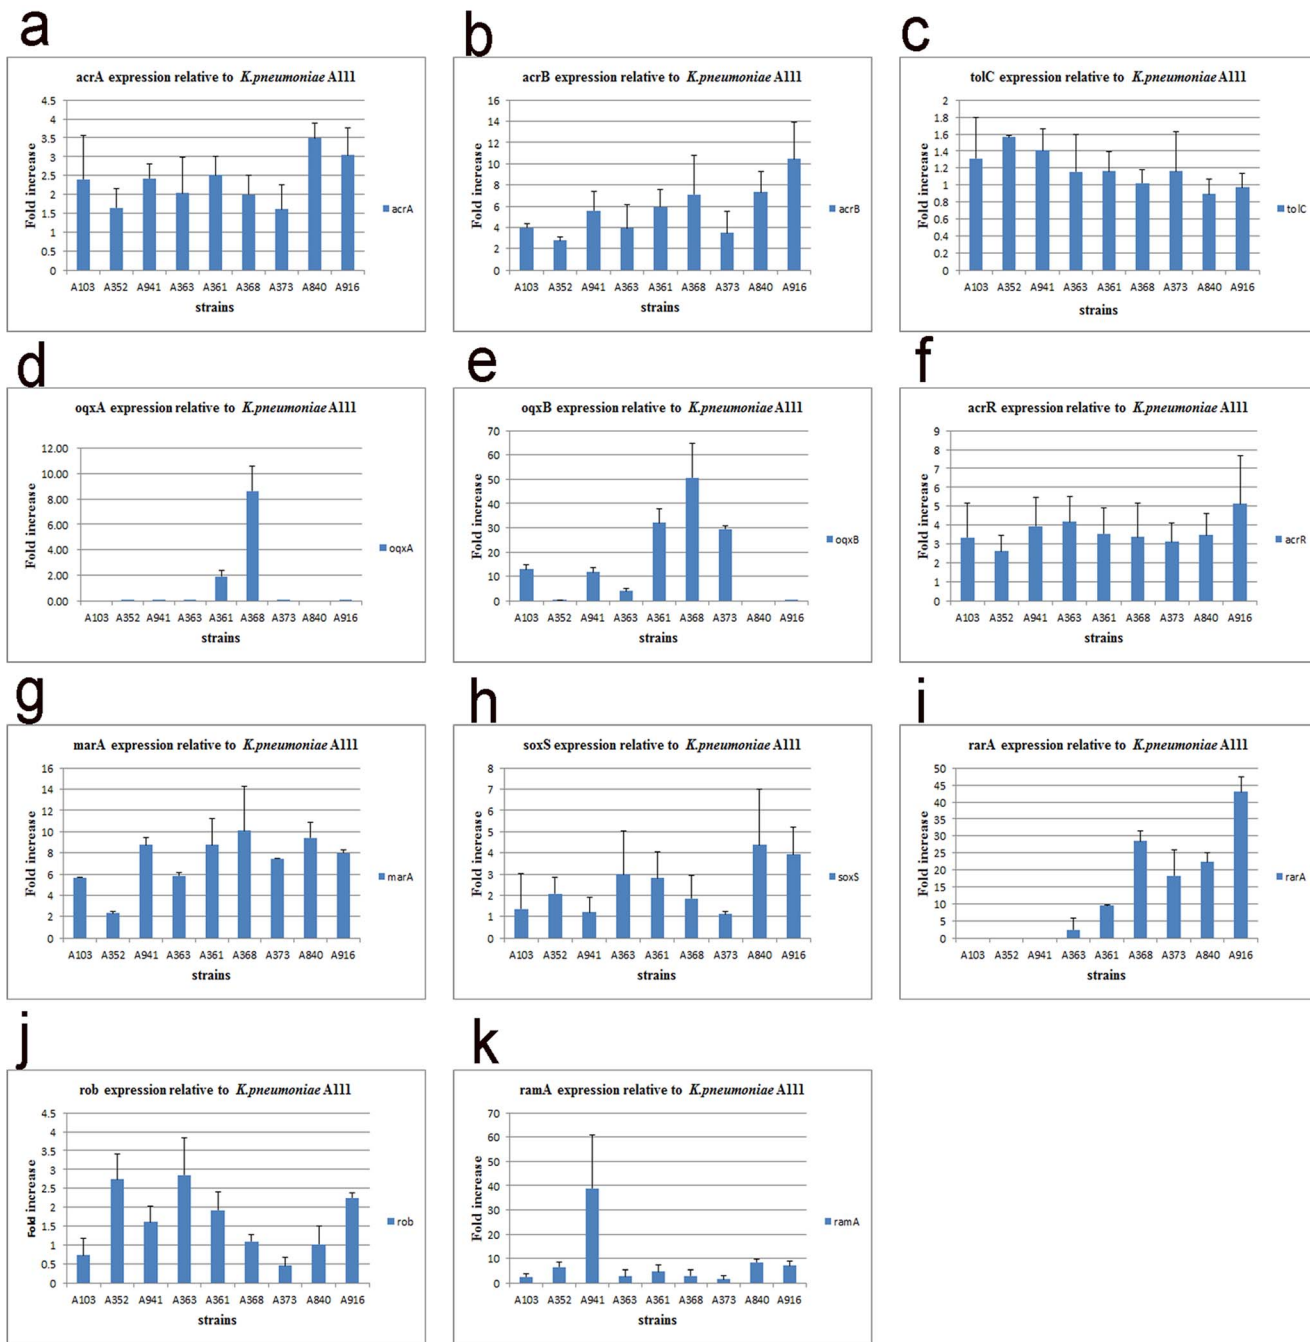 a
acrA expression relative to K.pneumoniae A111
Fold increase
4.5
4
3.5
3
2.5
2
1.5
1
0.5
0
A103 A352 A941 A363 A361 A368 A373 A840 A916
strains
acrA
b
acrB expression relative to K.pneumoniae A111
Fold increase
16
14
12
10
8
6
4
2
0
A103 A352 A941 A363 A361 A368 A373 A840 A916
strains
acrB
c
tolC expression relative to K.pneumoniae A111
Fold increase
2
1.8
1.6
1.4
1.2
1
0.8
0.6
0.4
0.2
0
A103 A352 A941 A363 A361 A368 A373 A840 A916
strains
tolC
d
oqxA expression relative to K.pneumoniae A111
Fold increase
12.00
10.00
8.00
6.00
4.00
2.00
0.00
A103 A352 A941 A363 A361 A368 A373 A840 A916
strains
oqxA
e
oqxB expression relative to K.pneumoniae A111
Fold increase
70
60
50
40
30
20
10
0
A103 A352 A941 A363 A361 A368 A373 A840 A916
strains
oqxB
f
acrR expression relative to K.pneumoniae A111
Fold increase
9
8
7
6
5
4
3
2
1
0
A103 A352 A941 A363 A361 A368 A373 A840 A916
strains
acrR
g
marA expression relative to K.pneumoniae A111
Fold increase
16
14
12
10
8
6
4
2
0
A103 A352 A941 A363 A361 A368 A373 A840 A916
strains
marA
h
soxS expression relative to K.pneumoniae A111
Fold increase
8
7
6
5
4
3
2
1
0
A103 A352 A941 A363 A361 A368 A373 A840 A916
strains
soxS
i
rarA expression relative to K.pneumoniae A111
Fold increase
50
45
40
35
30
25
20
15
10
5
0
A103 A352 A941 A363 A361 A368 A373 A840 A916
strains
rarA
j
rob expression relative to K.pneumoniae A111
Fold increase
4.5
4
3.5
3
2.5
2
1.5
1
0.5
0
A103 A352 A941 A363 A361 A368 A373 A840 A916
strains
rob
k
ramA expression relative to K.pneumoniae A111
Fold increase
70
60
50
40
30
20
10
0
A103 A352 A941 A363 A361 A368 A373 A840 A916
strains
ramA